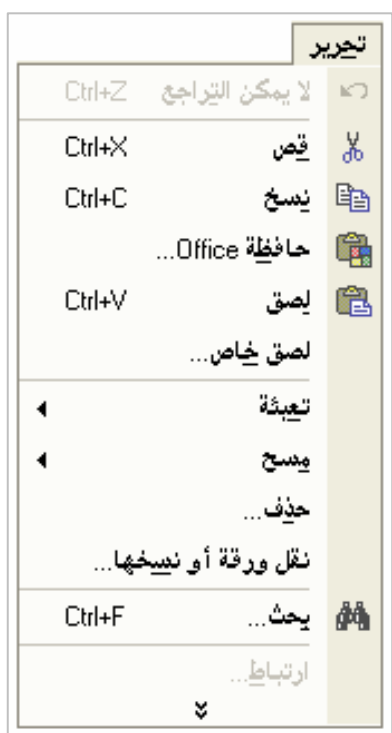 تحرير
لا يمكن التراجع Ctrl+Z
قص Ctrl+X
نسخ Ctrl+C
حافظة Office...
لصق Ctrl+V
لصق خاص...
تعبئة
مسح
حذف...
نقل ورقة أو نسخها...
بحث... Ctrl+F
ارتباط...